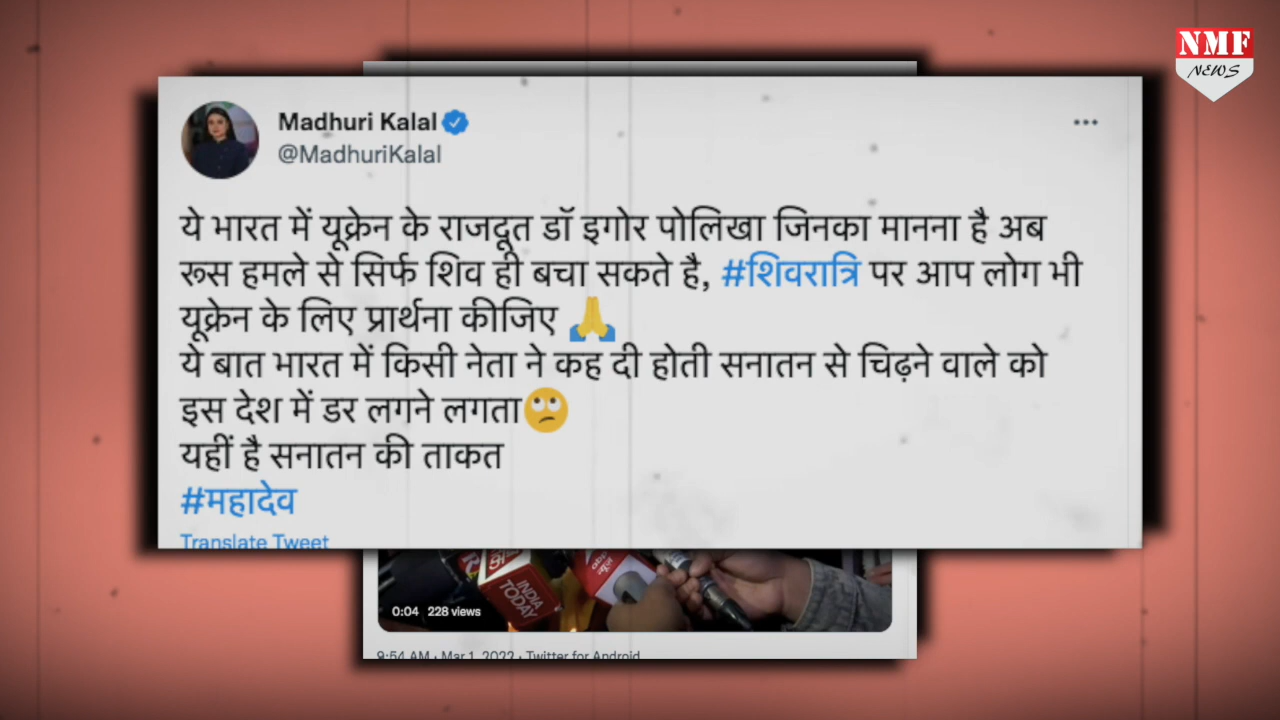 NMF
NEWS
Madhuri Kalal
@MadhuriKalal
ये भारत में यूक्रेन के राजदूत डॉ इगोर पोलिखा जिनका मानना है अब
रूस हमले से सिर्फ शिव ही बचा सकते है, #शिवरात्रि पर आप लोग भी
यूक्रेन के लिए प्रार्थना कीजिए 🙏
ये बात भारत में किसी नेता ने कह दी होती सनातन से चिढ़ने वाले को
इस देश में डर लगने लगता🙄
यहीं है सनातन की ताकत
#महादेव
Translate Tweet
INDIA TODAY
0:04 228 views
9:54 AM · Mar 1, 2022 · Twitter for Android